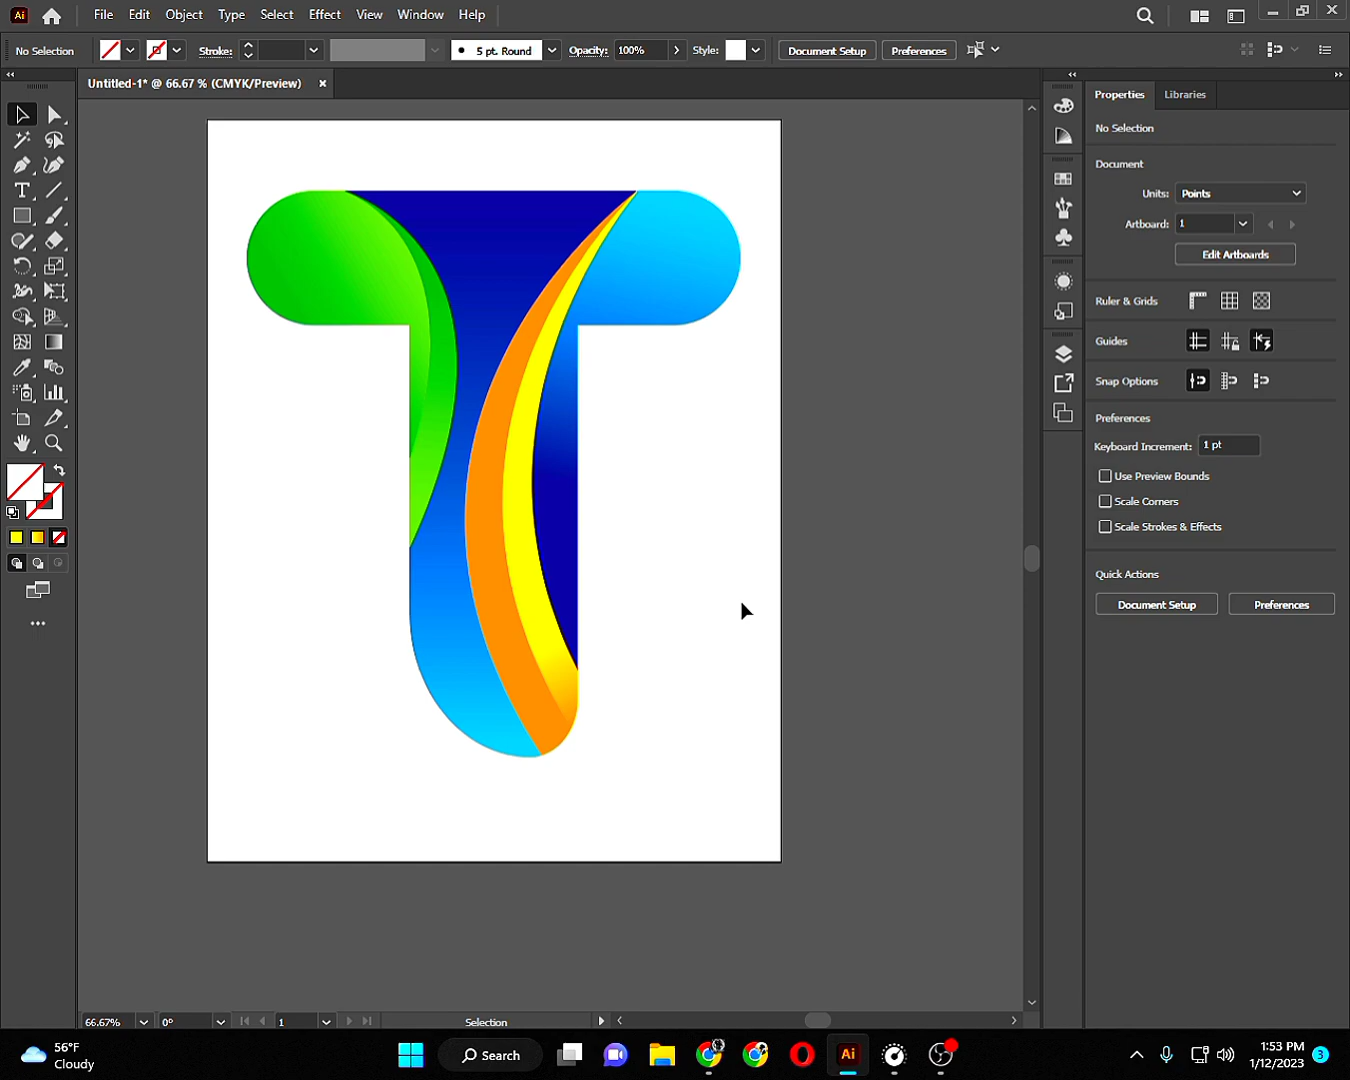 Ai File Edit Object Type Select Effect View Window Help
No Selection Stroke: 5 pt. Round Opacity: 100% Style: Document Setup Preferences
Untitled-1* @ 66.67 % (CMYK/Preview) ×
Properties Libraries
No Selection
Document
Units: Points
Artboard: 1
Edit Artboards
Ruler & Grids
Guides
Snap Options
Preferences
Keyboard Increment: 1 pt
Use Preview Bounds
Scale Corners
Scale Strokes & Effects
Quick Actions
Document Setup Preferences
T
66.67% 0° 1 Selection
56°F
Cloudy
Search
Ai
1:53 PM
1/12/2023
3